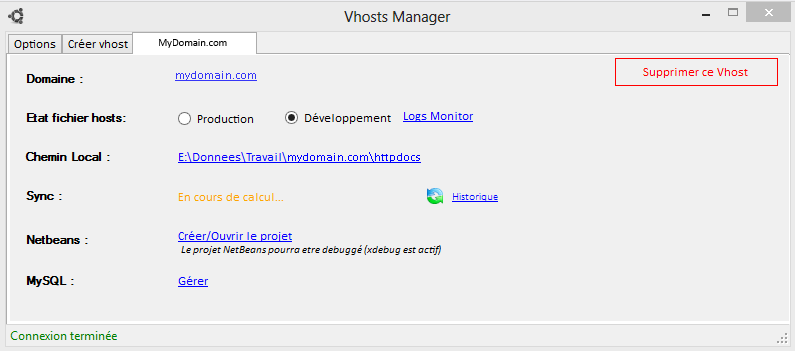 Vhosts Manager
Options Créer vhost MyDomain.com
Domaine : mydomain.com Supprimer ce Vhost
Etat fichier hosts: Production Développement Logs Monitor
Chemin Local : E:\Donnees\Travail\mydomain.com\httpdocs
Sync : En cours de calcul... Historique
Netbeans : Créer/Ouvrir le projet
Le projet NetBeans pourra etre debuggé (xdebug est actif)
MySQL : Gérer
Connexion terminée